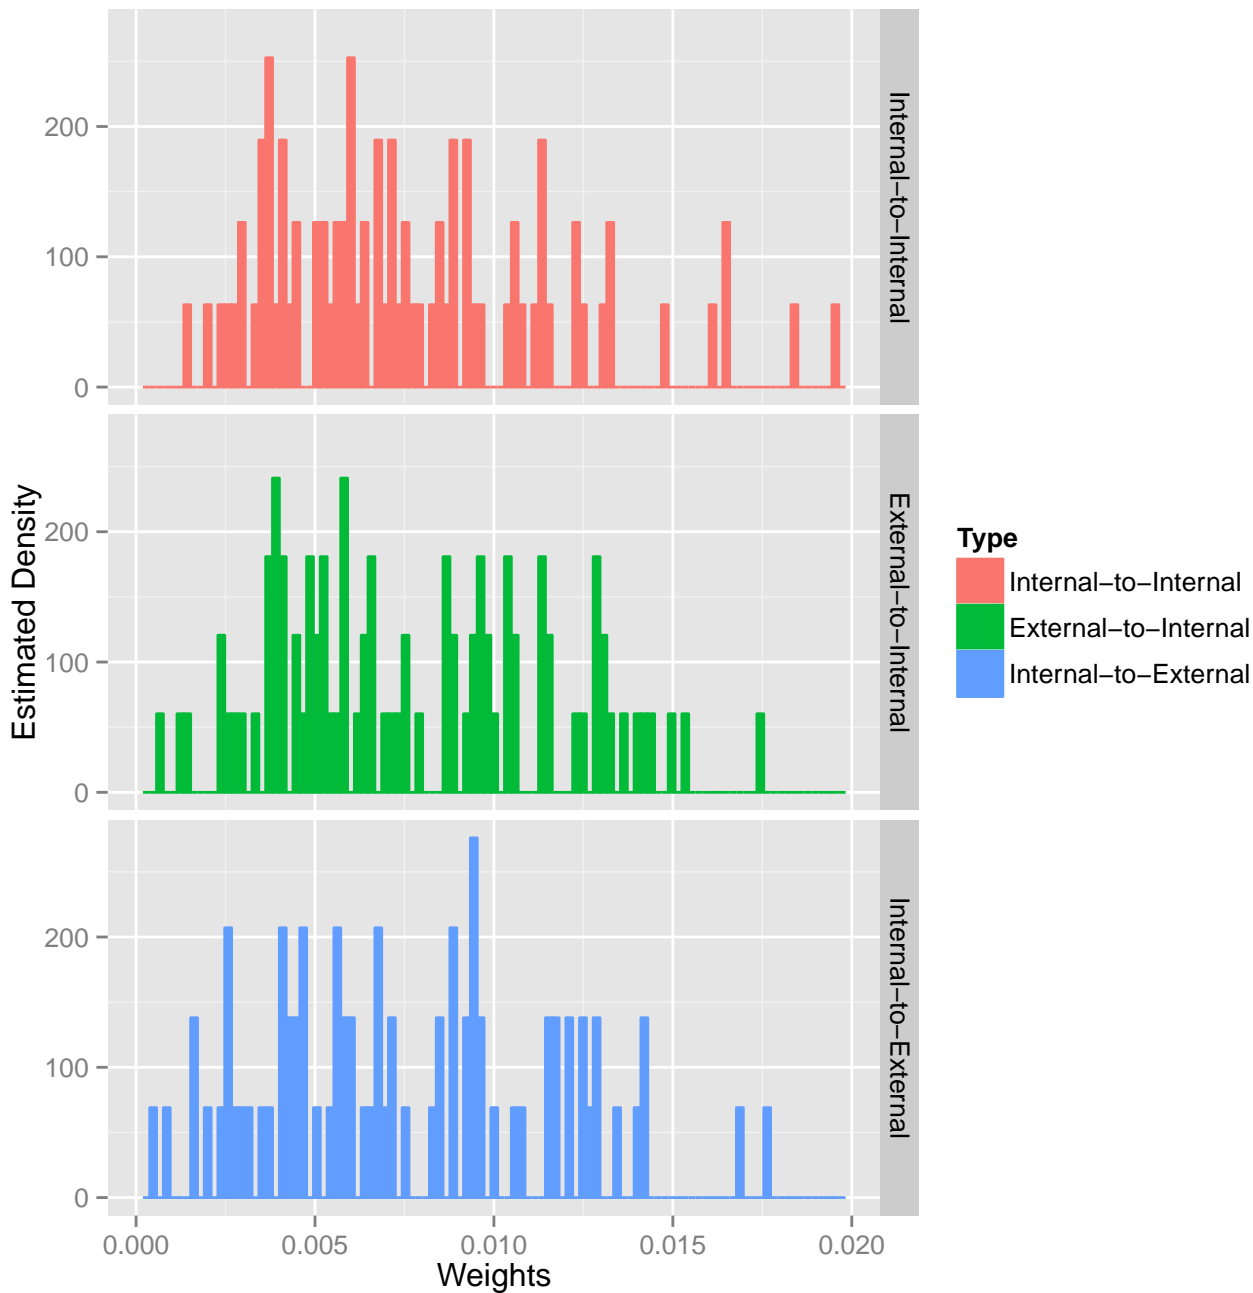 200
100
0
Internal−to−Internal
Estimated Density
200
100
0
External−to−Internal
200
100
0
Internal−to−External
0.000
0.005
0.010
0.015
0.020
Weights
Type
Internal−to−Internal
External−to−Internal
Internal−to−External